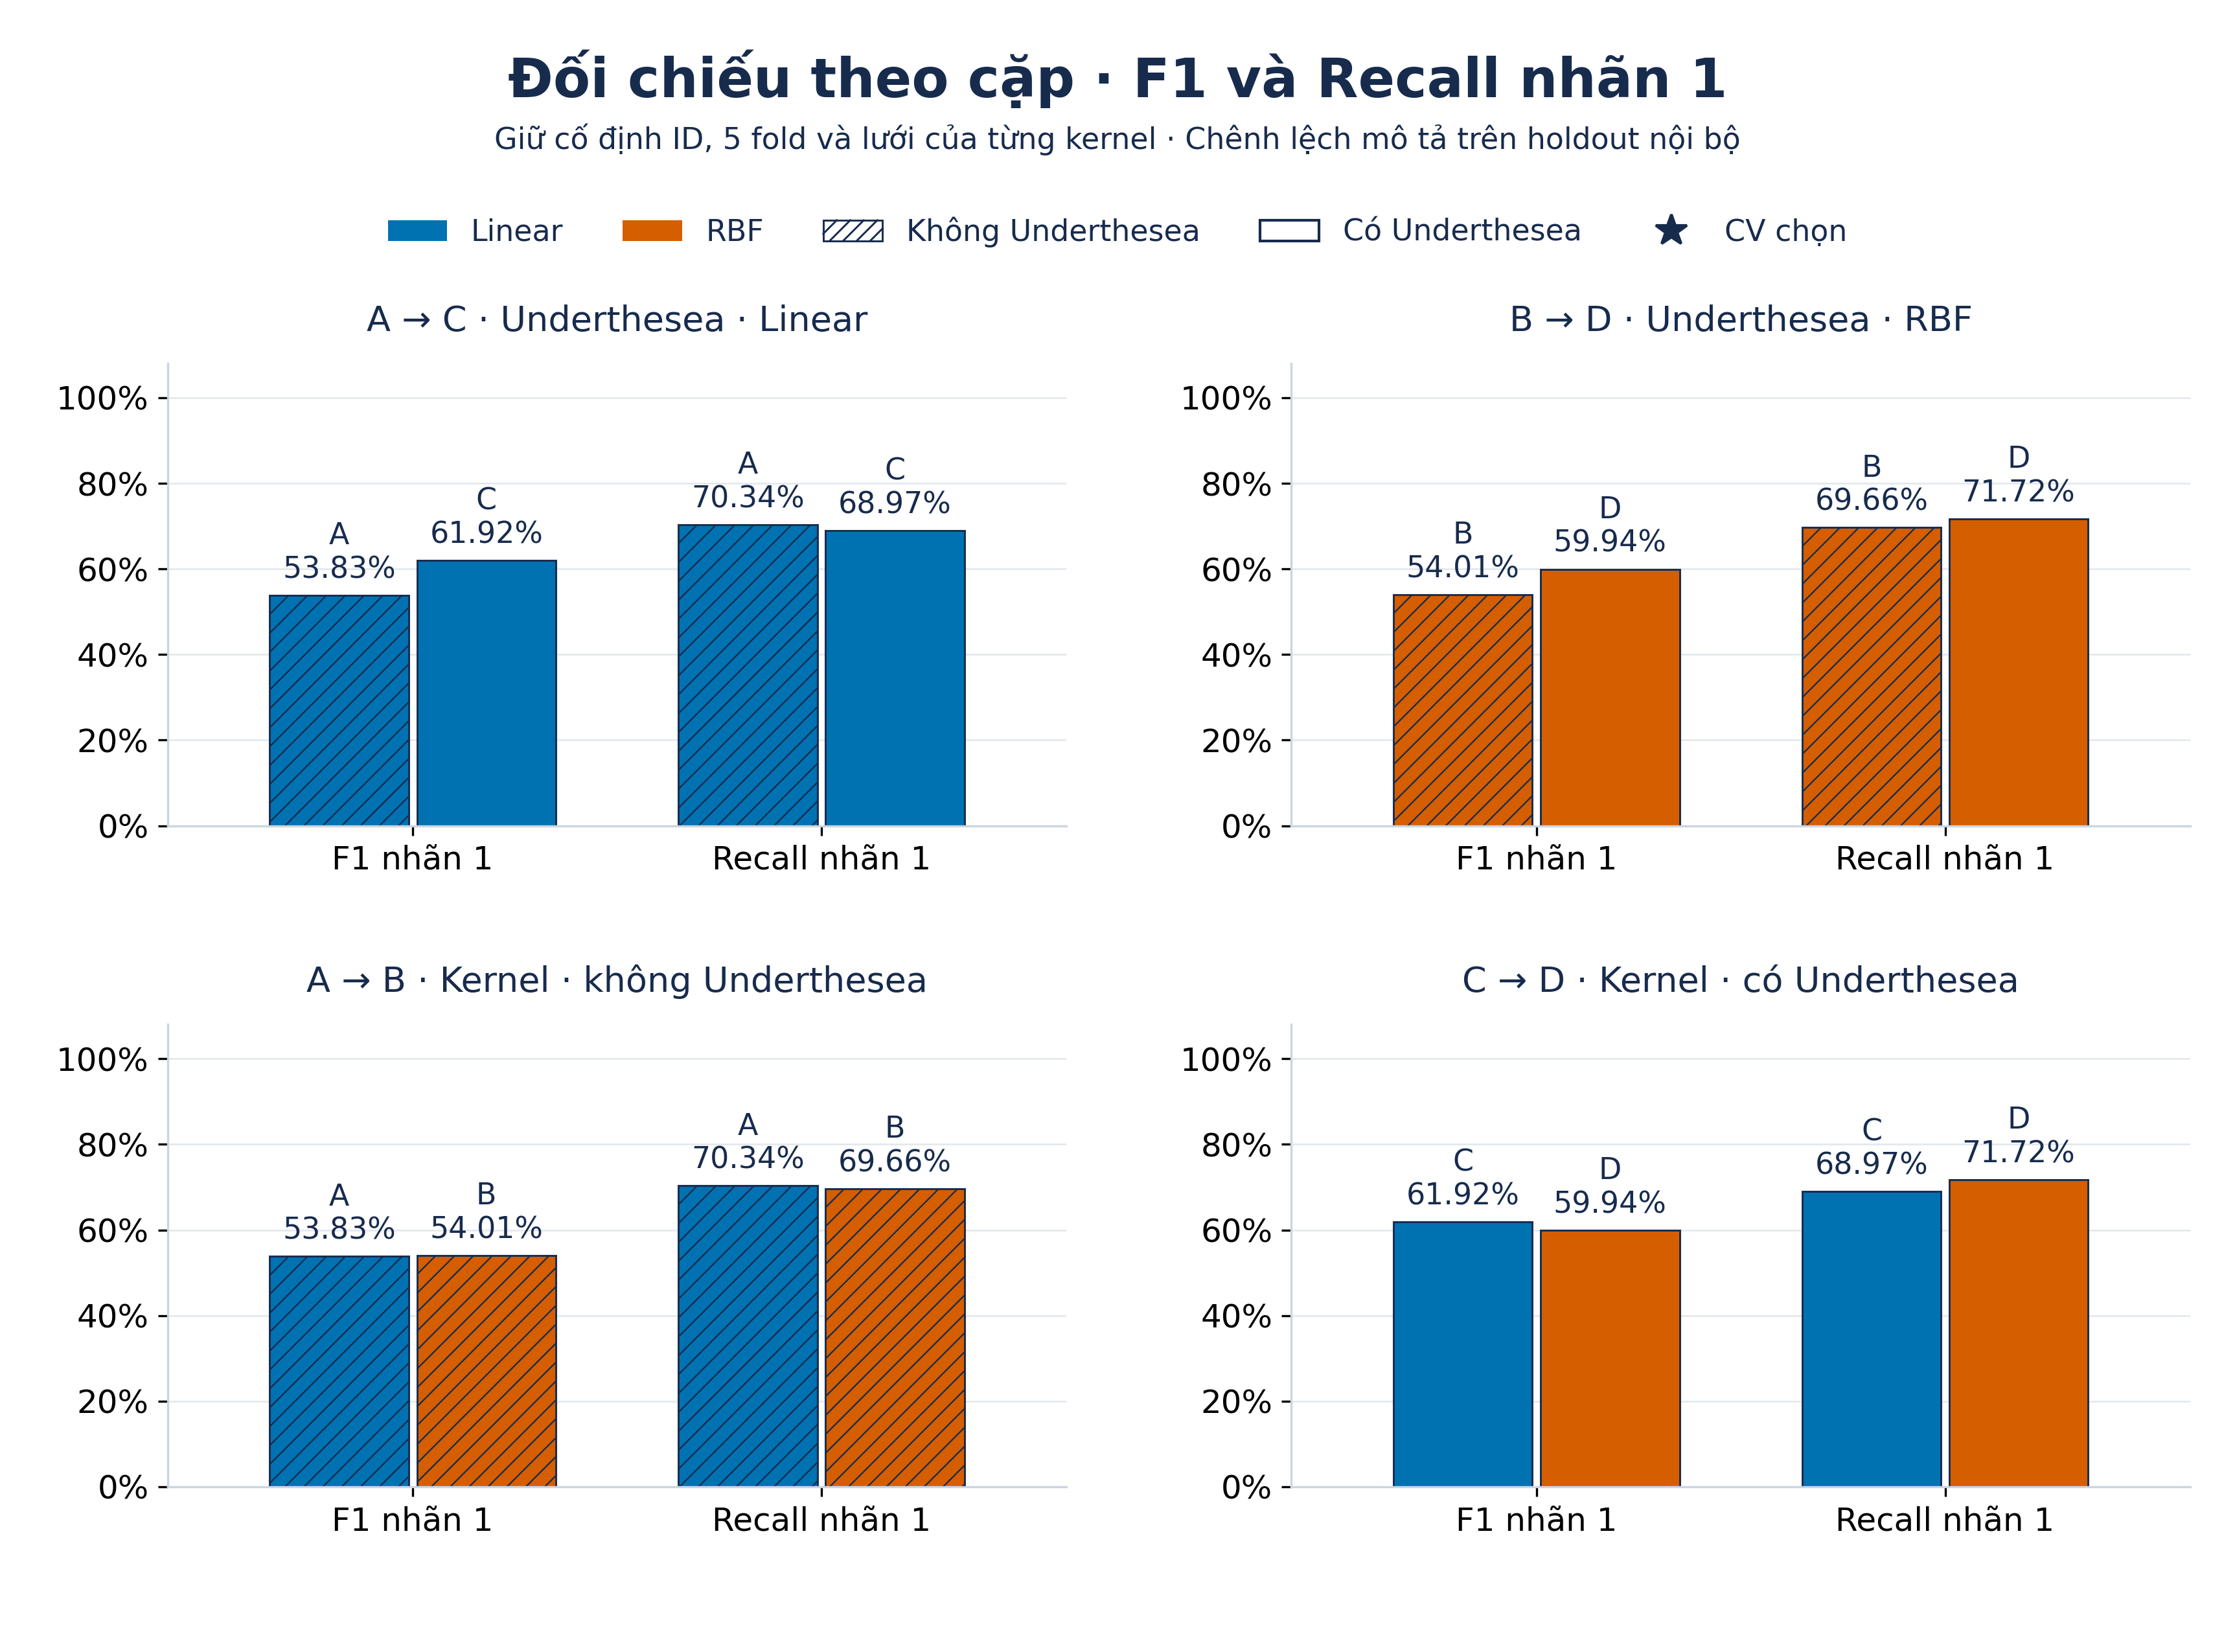 Đối chiếu theo cặp · F1 và Recall nhãn 1
Giữ cố định ID, 5 fold và lưới của từng kernel · Chênh lệch mô tả trên holdout nội bộ
Linear RBF Không Underthesea Có Underthesea CV chọn
A → C · Underthesea · Linear
100%
80%
60%
40%
20%
0%
A
53.83%
C
61.92%
A
70.34%
C
68.97%
F1 nhãn 1
Recall nhãn 1
B → D · Underthesea · RBF
100%
80%
60%
40%
20%
0%
B
54.01%
D
59.94%
B
69.66%
D
71.72%
F1 nhãn 1
Recall nhãn 1
A → B · Kernel · không Underthesea
100%
80%
60%
40%
20%
0%
A
53.83%
B
54.01%
A
70.34%
B
69.66%
F1 nhãn 1
Recall nhãn 1
C → D · Kernel · có Underthesea
100%
80%
60%
40%
20%
0%
C
61.92%
D
59.94%
C
68.97%
D
71.72%
F1 nhãn 1
Recall nhãn 1